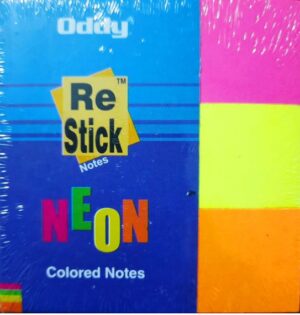 Oddy
Re
TM
Stick
Notes
NEON
Colored Notes